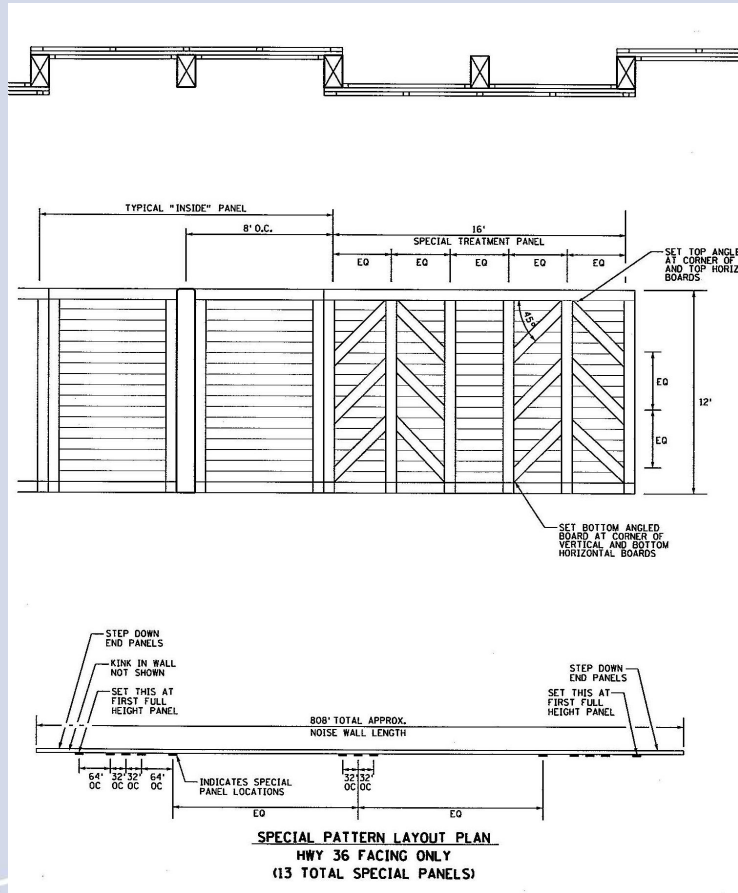 TYPICAL "INSIDE" PANEL
8' O.C.
16'
SPECIAL TREATMENT PANEL
EQ
EQ
EQ
EQ
EQ
SET TOP ANGLE
AT CORNER OF
AND TOP HORIZ
BOARDS
45°
EQ
EQ
12'
SET BOTTOM ANGLED
BOARD AT CORNER OF
VERTICAL AND BOTTOM
HORIZONTAL BOARDS
STEP DOWN
END PANELS
KINK IN WALL
NOT SHOWN
SET THIS AT
FIRST FULL
HEIGHT PANEL
STEP DOWN
END PANELS
SET THIS AT
FIRST FULL
HEIGHT PANEL
808' TOTAL APPROX.
NOISE WALL LENGTH
64'
OC
32'
OC
32'
OC
64'
OC
INDICATES SPECIAL
PANEL LOCATIONS
32'
OC
32'
OC
EQ
EQ
SPECIAL PATTERN LAYOUT PLAN
HWY 36 FACING ONLY
(13 TOTAL SPECIAL PANELS)